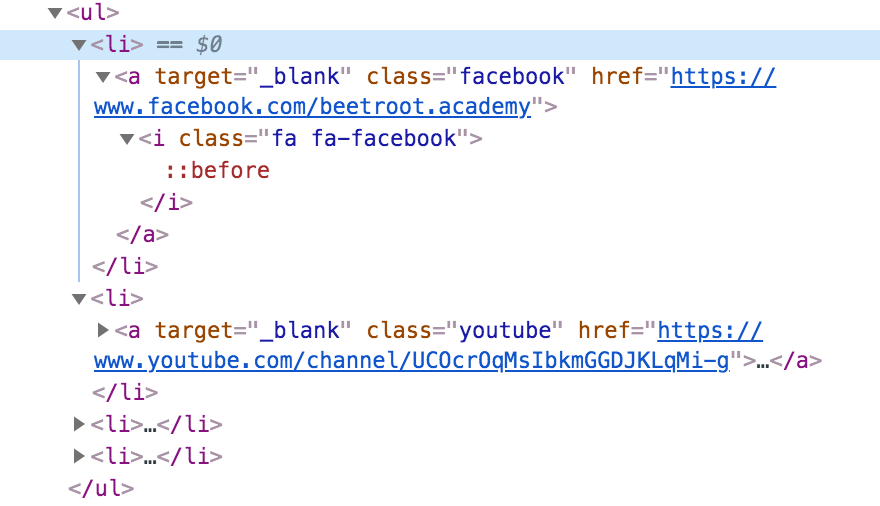 ▼<ul>
▼<li> == $0
▼<a target="_blank" class="facebook" href="https://
www.facebook.com/beetroot.academy">
▼<i class="fa fa-facebook">
::before
</i>
</a>
</li>
▼<li>
▶<a target="_blank" class="youtube" href="https://
www.youtube.com/channel/UCOcrOqMsIbkmGGDJKLqMi-g">…</a>
</li>
▶<li>…</li>
▶<li>…</li>
</ul>